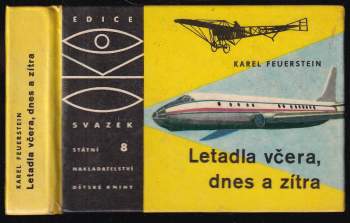 KAREL FEUERSTEIN
Letadla včera, dnes a zítra
EDICE
OKO
SVAZEK
8
STÁTNÍ
NAKLADATELSTVÍ
DĚTSKÉ KNIHY
KAREL FEUERSTEIN
Letadla včera,
dnes a zítra